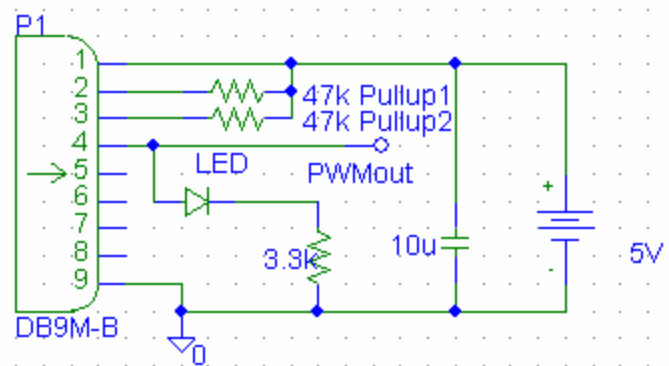 P1
1
2
3
4
5
6
7
8
9
47k Pullup1
47k Pullup2
LED
PWMout
3.3k
10u
+
-
5V
DB9M-B
0